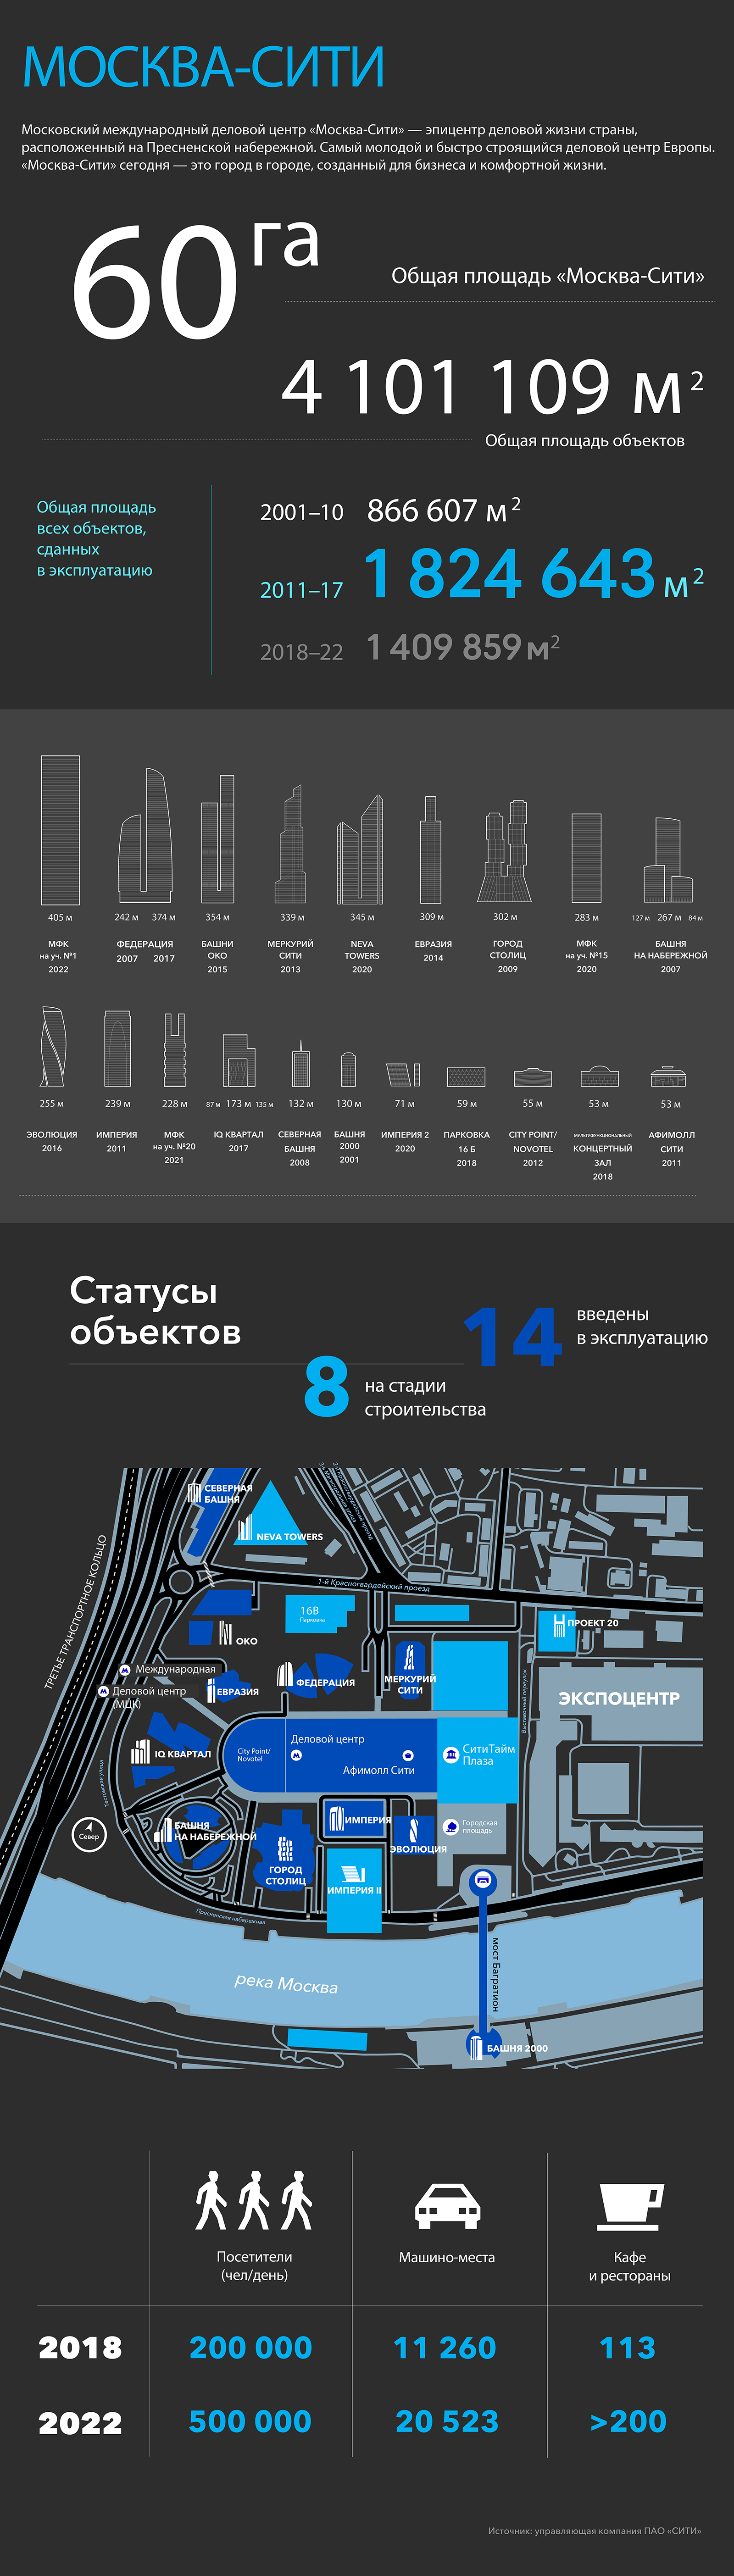 МОСКВА-СИТИ
Московский международный деловой центр «Москва-Сити» — эпицентр деловой жизни страны,
расположенный на Пресненской набережной. Самый молодой и быстро строящийся деловой центр Европы.
«Москва-Сити» сегодня — это город в городе, созданный для бизнеса и комфортной жизни.
60 га
Общая площадь «Москва-Сити»
4 101 109 м²
Общая площадь объектов
Общая площадь
всех объектов,
сданных
в эксплуатацию
2001–10 866 607 м²
2011–17 1 824 643 м²
2018–22 1 409 859 м²
405 м 242 м 374 м 354 м 339 м 345 м 309 м 302 м 283 м 127 м 267 м 84 м
МФК
на уч. №1
2022
ФЕДЕРАЦИЯ
2007 2017
БАШНИ
ОКО
2015
МЕРКУРИЙ
СИТИ
2013
NEVA
TOWERS
2020
ЕВРАЗИЯ
2014
ГОРОД
СТОЛИЦ
2009
МФК
на уч. №15
2020
БАШНЯ
НА НАБЕРЕЖНОЙ
2007
255 м 239 м 228 м 87 м 173 м 135 м 132 м 130 м 71 м 59 м 55 м 53 м 53 м
ЭВОЛЮЦИЯ
2016
ИМПЕРИЯ
2011
МФК
на уч. №20
2021
IQ КВАРТАЛ
2017
СЕВЕРНАЯ
БАШНЯ
2008
БАШНЯ
2000
2001
ИМПЕРИЯ 2
2020
ПАРКОВКА
16 Б
2018
CITY POINT/
NOVOTEL
2012
МУЛЬТИФУНКЦИОНАЛЬНЫЙ
КОНЦЕРТНЫЙ
ЗАЛ
2018
АФИМОЛЛ
СИТИ
2011
Статусы
объектов
14 введены
в эксплуатацию
8 на стадии
строительства
СЕВЕРНАЯ
БАШНЯ
NEVA TOWERS
ТРЕТЬЕ ТРАНСПОРТНОЕ КОЛЬЦО
1-й Красногвардейский проезд
16B
Парковка
ПРОЕКТ 20
ОКО
Международная
Деловой центр
(МЦК)
ЕВРАЗИЯ
ФЕДЕРАЦИЯ
МЕРКУРИЙ
СИТИ
Выставочный переулок
ЭКСПОЦЕНТР
IQ КВАРТАЛ
City Point/
Novotel
Деловой центр
Афимолл Сити
СитиТайм
Плаза
Тестовская улица
Север
БАШНЯ
НА НАБЕРЕЖНОЙ
ИМПЕРИЯ
ЭВОЛЮЦИЯ
Городская
площадь
ГОРОД
СТОЛИЦ
ИМПЕРИЯ II
Пресненская набережная
река Москва
мост Багратион
БАШНЯ 2000
Посетители
(чел/день)
Машино-места
Кафе
и рестораны
2018 200 000 11 260 113
2022 500 000 20 523 >200
Источник: управляющая компания ПАО «СИТИ»